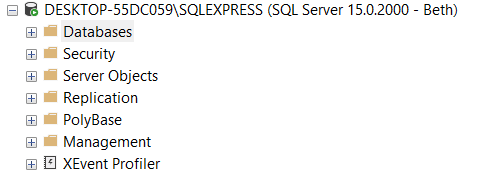 DESKTOP-55DC059\SQLEXPRESS (SQL Server 15.0.2000 - Beth)
Databases
Security
Server Objects
Replication
PolyBase
Management
XEvent Profiler